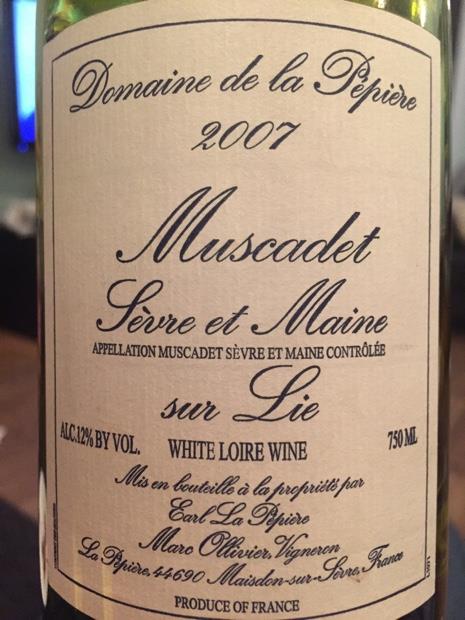 Domaine de la Pépière
2007
Muscadet
Sèvre et Maine
APPELLATION MUSCADET SÈVRE ET MAINE CONTRÔLÉE
sur Lie
ALC.12% BY VOL. WHITE LOIRE WINE 750 ML
Mis en bouteille à la propriété par
Earl La Pépière
Marc Ollivier, Vigneron
La Pépière, 44690 Maisdon-sur-Sèvre, France
PRODUCE OF FRANCE